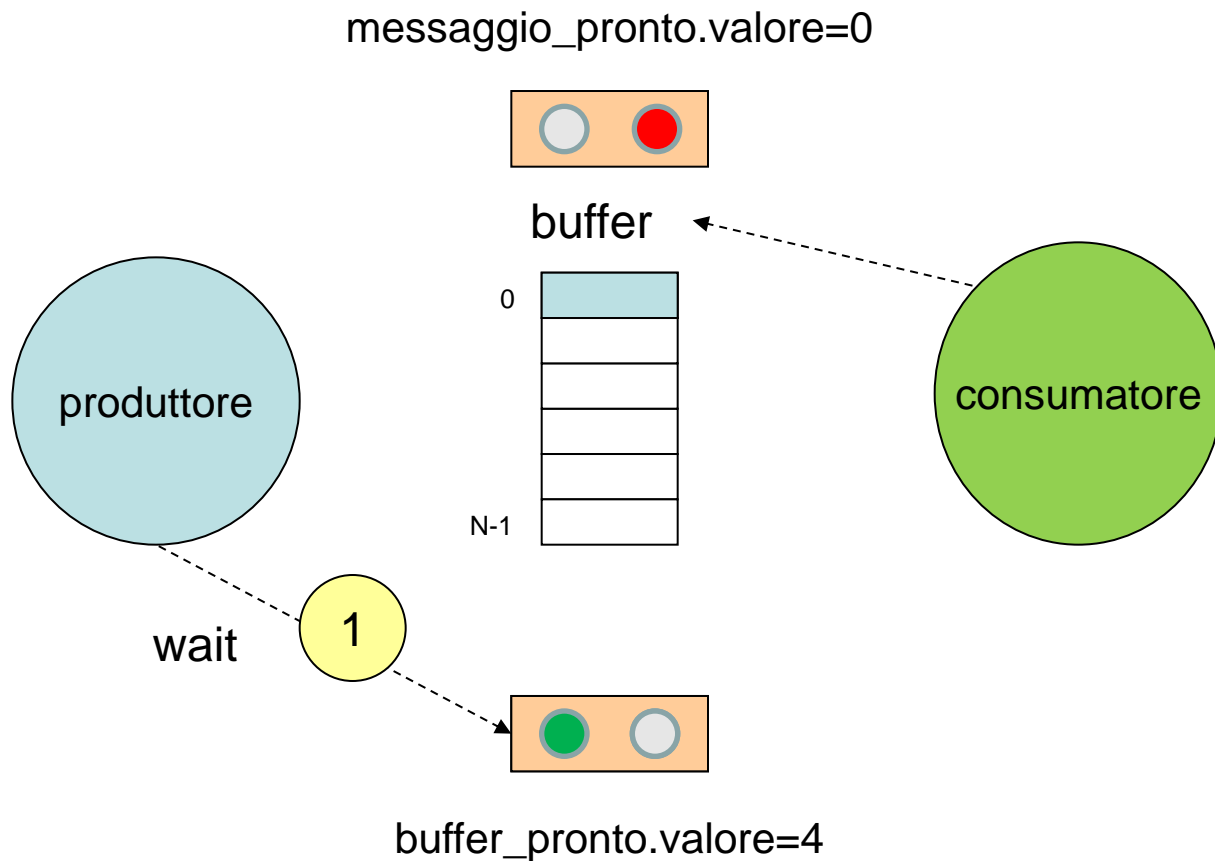 messaggio_pronto.valore=0
buffer
0
produttore
consumatore
N-1
1
wait
buffer_pronto.valore=4